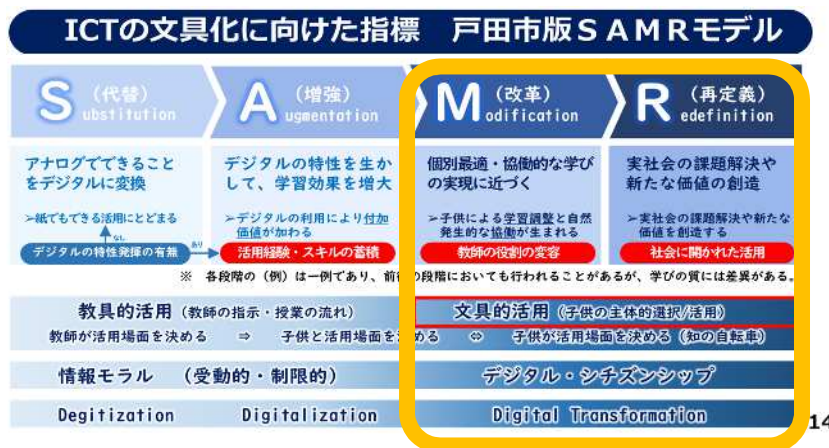 ICTの文具化に向けた指標　戸田市版ＳＡＭＲモデル
S（代替）ubstitution
A（増強）ugmentation
M（改革）odification
R（再定義）edefinition
アナログでできること
をデジタルに変換
➢紙でもできる活用にとどまる
なし
デジタルの特性発揮の有無
あり
デジタルの特性を生か
して、学習効果を増大
➢デジタルの利用により付加
価値が加わる
活用経験・スキルの蓄積
個別最適・協働的な学び
の実現に近づく
➢子供による学習調整と自然
発生的な協働が生まれる
教師の役割の変容
実社会の課題解決や
新たな価値の創造
➢実社会の課題解決や新たな
価値を創造する
社会に開かれた活用
※　各段階の（例）は一例であり、前後の段階においても行われることがあるが、学びの質には差異がある。
教具的活用（教師の指示・授業の流れ）　文具的活用（子供の主体的選択/活用）
教師が活用場面を決める　⇒　子供と活用場面を決める　⇔　子供が活用場面を決める（知の自転車）
情報モラル　（受動的・制限的）　デジタル・シチズンシップ
Degitization　Digitalization　Digital Transformation
14